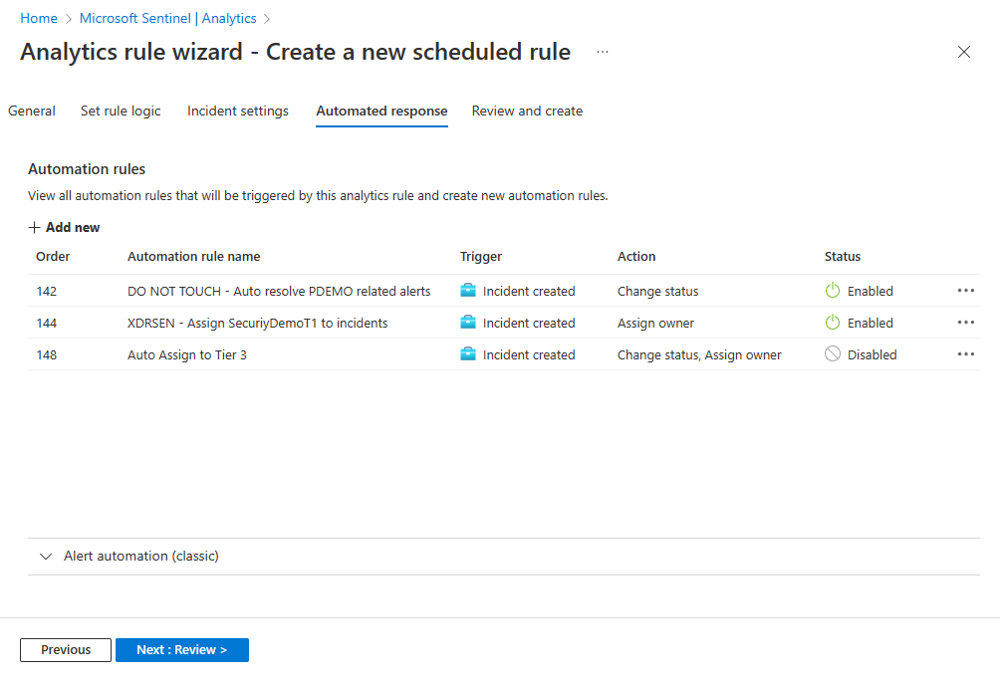 Home > Microsoft Sentinel | Analytics >
Analytics rule wizard - Create a new scheduled rule ...
General Set rule logic Incident settings Automated response Review and create
Automation rules
View all automation rules that will be triggered by this analytics rule and create new automation rules.
+ Add new
Order Automation rule name Trigger Action Status
142 DO NOT TOUCH - Auto resolve PDEMO related alerts Incident created Change status Enabled
144 XDRSEN - Assign SecuriyDemoT1 to incidents Incident created Assign owner Enabled
148 Auto Assign to Tier 3 Incident created Change status, Assign owner Disabled
Alert automation (classic)
Previous Next : Review >